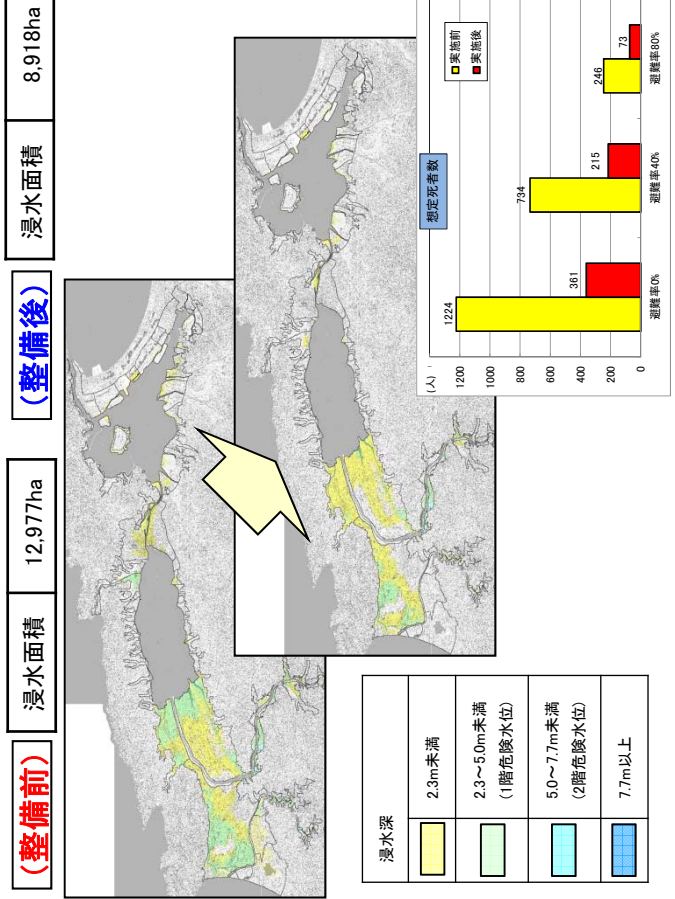 (整備前)
浸水面積 12,977ha
(整備後)
浸水面積 8,918ha
浸水深
2.3m未満
2.3～5.0m未満
(1階危険水位)
5.0～7.7m未満
(2階危険水位)
7.7m以上
想定死者数
(人)
1200
1000
800
600
400
200
0
1224
361
734
215
246
73
避難率0%
避難率40%
避難率80%
実施前
実施後